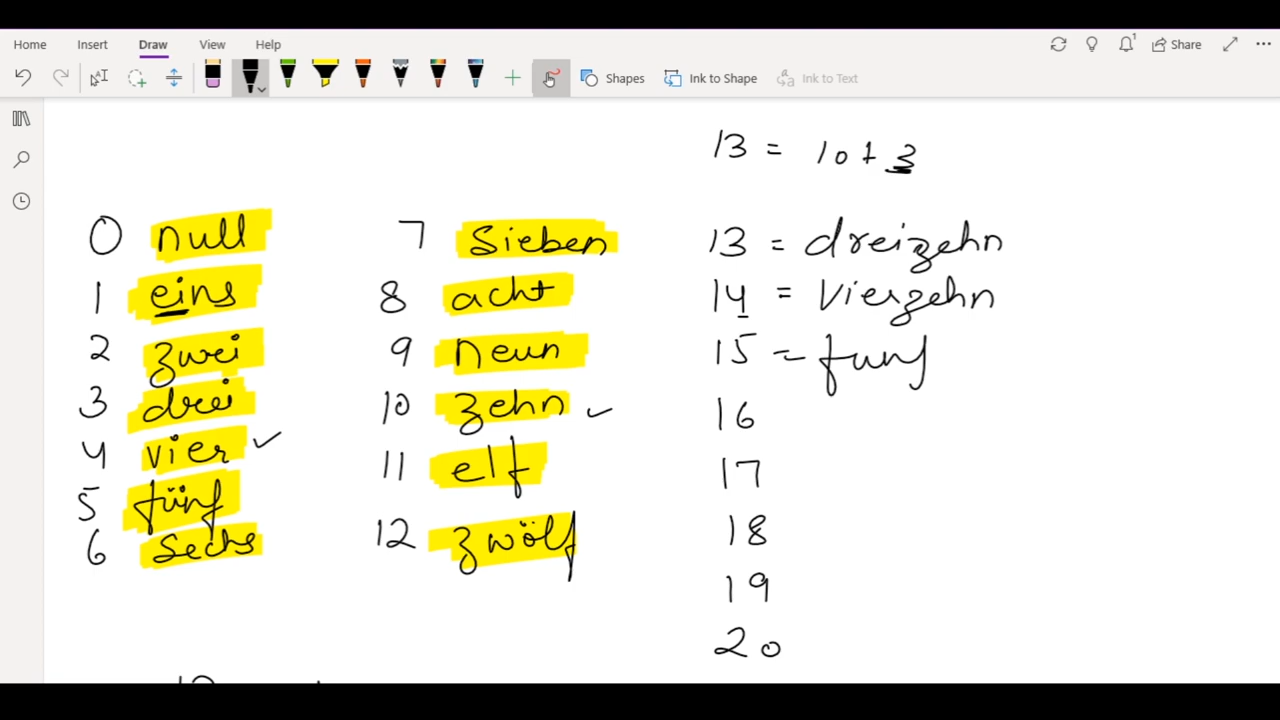 Home Insert Draw View Help
Share
Shapes Ink to Shape Ink to Text
13 = 10 + 3
0 null
1 eins
2 zwei
3 drei
4 vier
5 fünf
6 sechs
7 sieben
8 acht
9 neun
10 zehn
11 elf
12 zwölf
13 = dreizehn
14 = vierzehn
15 = funf
16
17
18
19
20